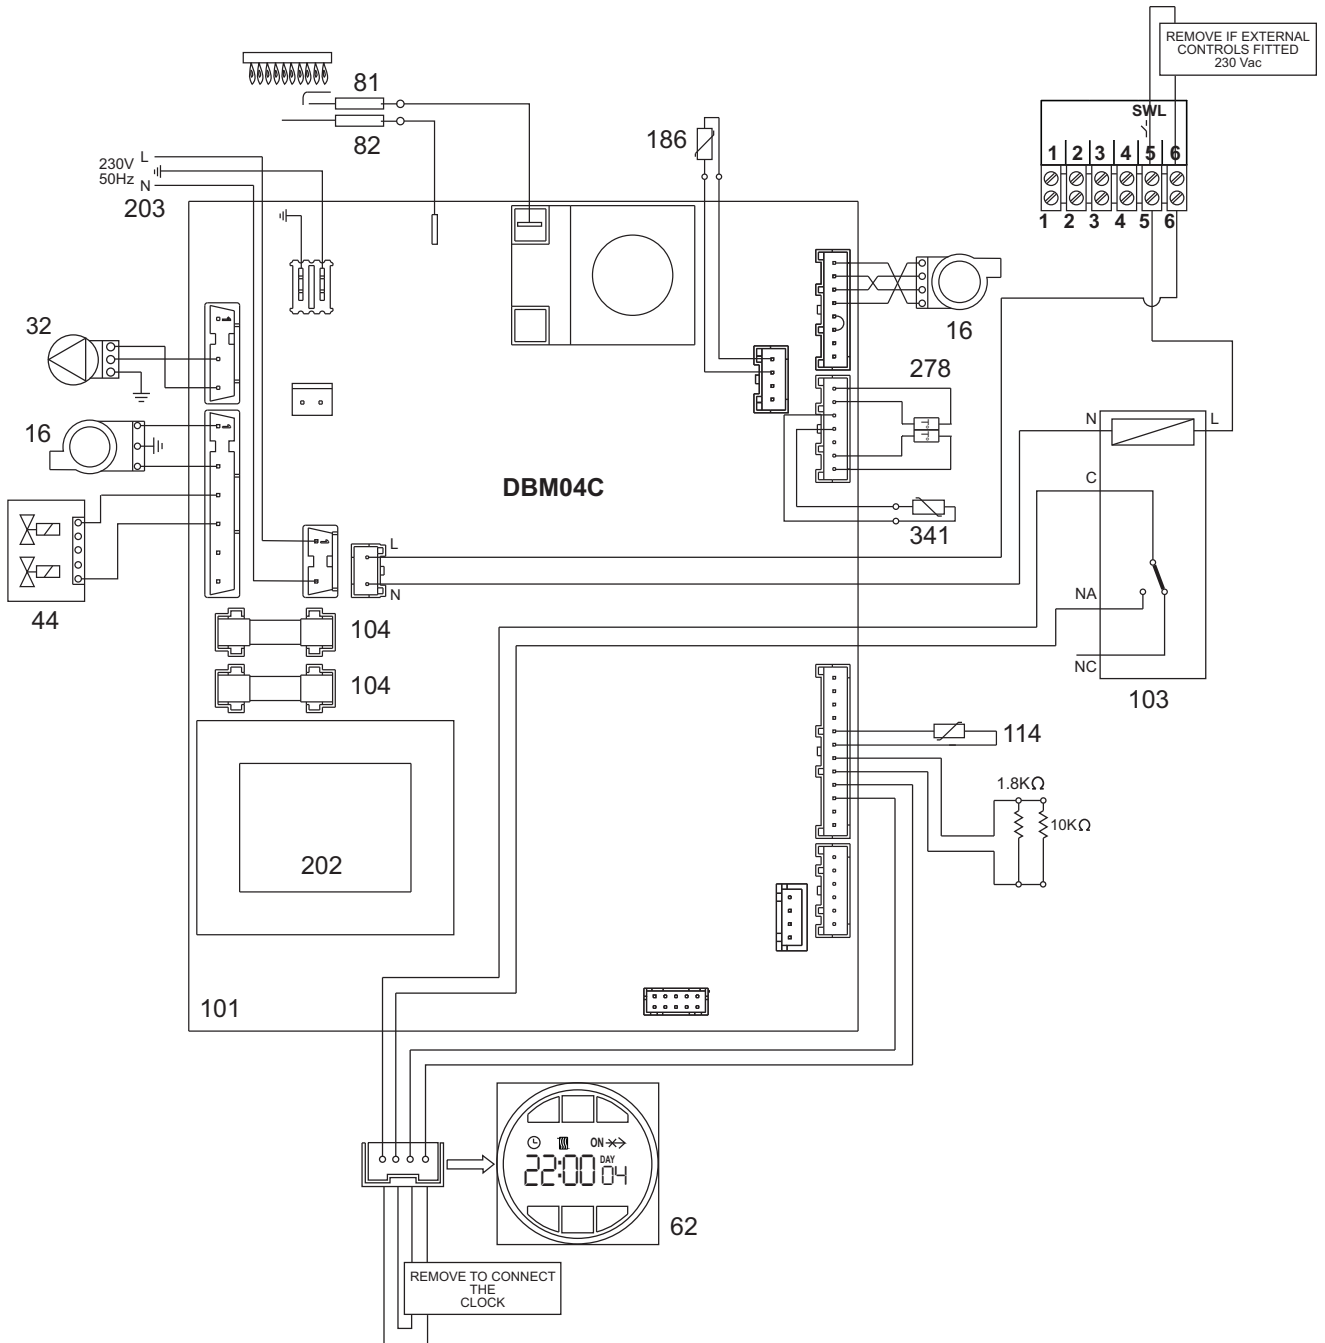 REMOVE IF EXTERNAL
CONTROLS FITTED
230 Vac
SWL
1 2 3 4 5 6
1 2 3 4 5 6
81
82
186
230V
50Hz
L
N
203
32
16
16
278
44
DBM04C
341
L
N
N
L
C
NA
NC
103
104
104
114
1.8KΩ
10KΩ
202
101
ON
22:00
DAY
04
62
REMOVE TO CONNECT
THE
CLOCK